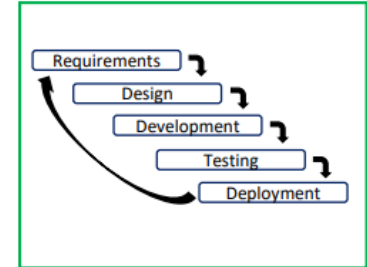 Requirements
Design
Development
Testing
Deployment